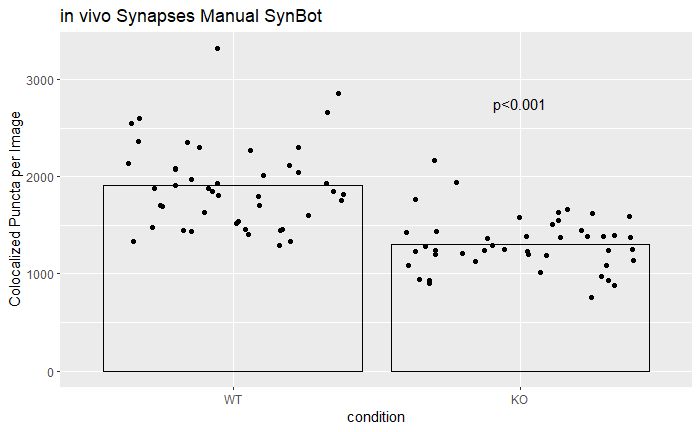 in vivo Synapses Manual SynBot
Colocalized Puncta per Image
3000
2000
1000
0
p<0.001
WT
KO
condition